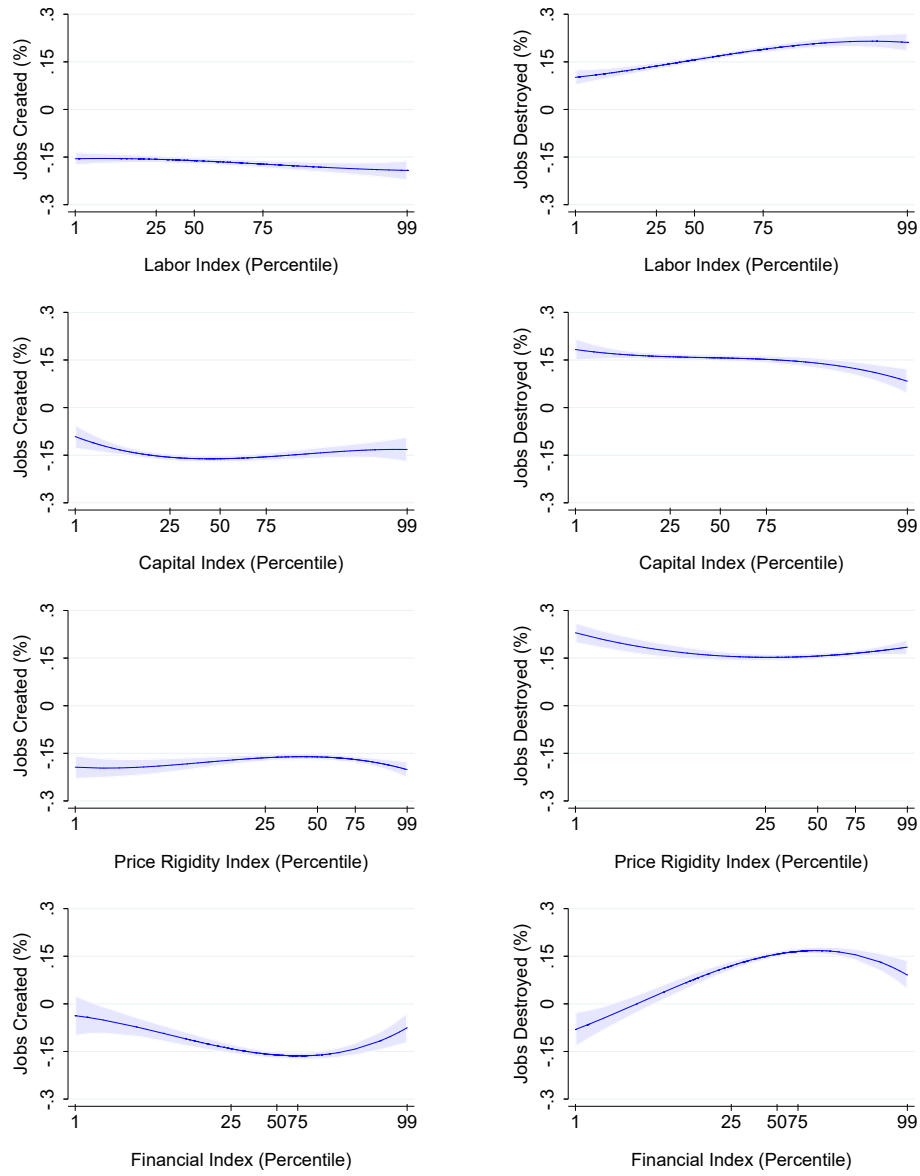 Jobs Created (%)
.3
.15
0
-.15
-.3
1 25 50 75 99
Labor Index (Percentile)
Jobs Destroyed (%)
.3
.15
0
-.15
-.3
1 25 50 75 99
Labor Index (Percentile)
Jobs Created (%)
.3
.15
0
-.15
-.3
1 25 50 75 99
Capital Index (Percentile)
Jobs Destroyed (%)
.3
.15
0
-.15
-.3
1 25 50 75 99
Capital Index (Percentile)
Jobs Created (%)
.3
.15
0
-.15
-.3
1 25 50 75 99
Price Rigidity Index (Percentile)
Jobs Destroyed (%)
.3
.15
0
-.15
-.3
1 25 50 75 99
Price Rigidity Index (Percentile)
Jobs Created (%)
.3
.15
0
-.15
-.3
1 25 50 75 99
Financial Index (Percentile)
Jobs Destroyed (%)
.3
.15
0
-.15
-.3
1 25 50 75 99
Financial Index (Percentile)